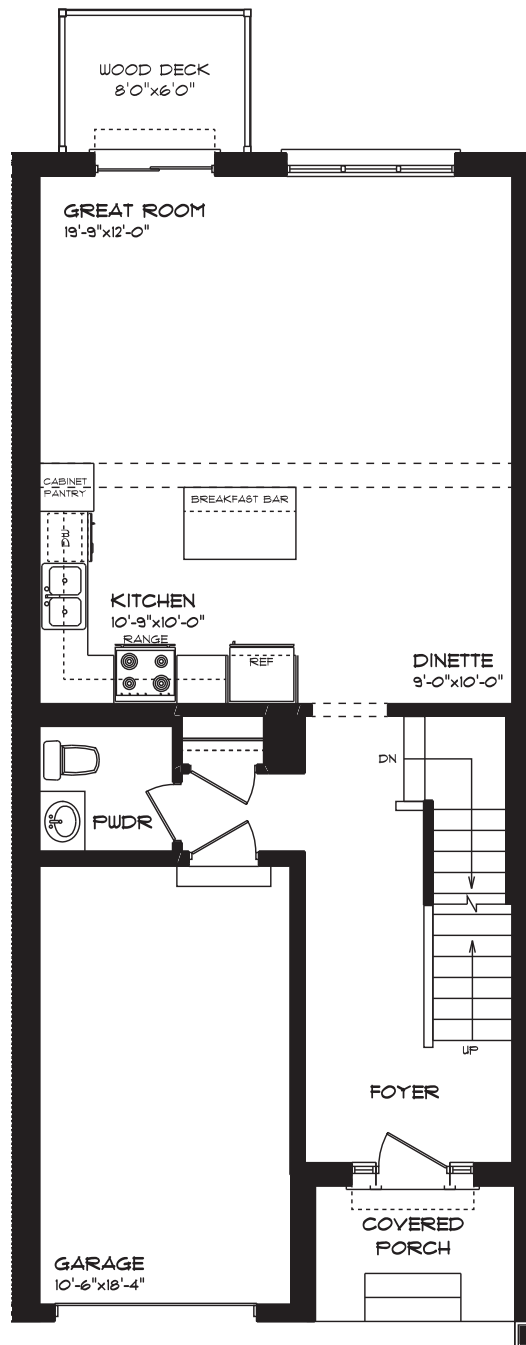 WOOD DECK
8'0"x6'0"
GREAT ROOM
19'-9"x12'-0"
CABINET
PANTRY
BREAKFAST BAR
DW
KITCHEN
10'-9"x10'-0"
RANGE
REF
DINETTE
9'-0"x10'-0"
DN
PWDR
UP
FOYER
COVERED
PORCH
GARAGE
10'-6"x18'-4"